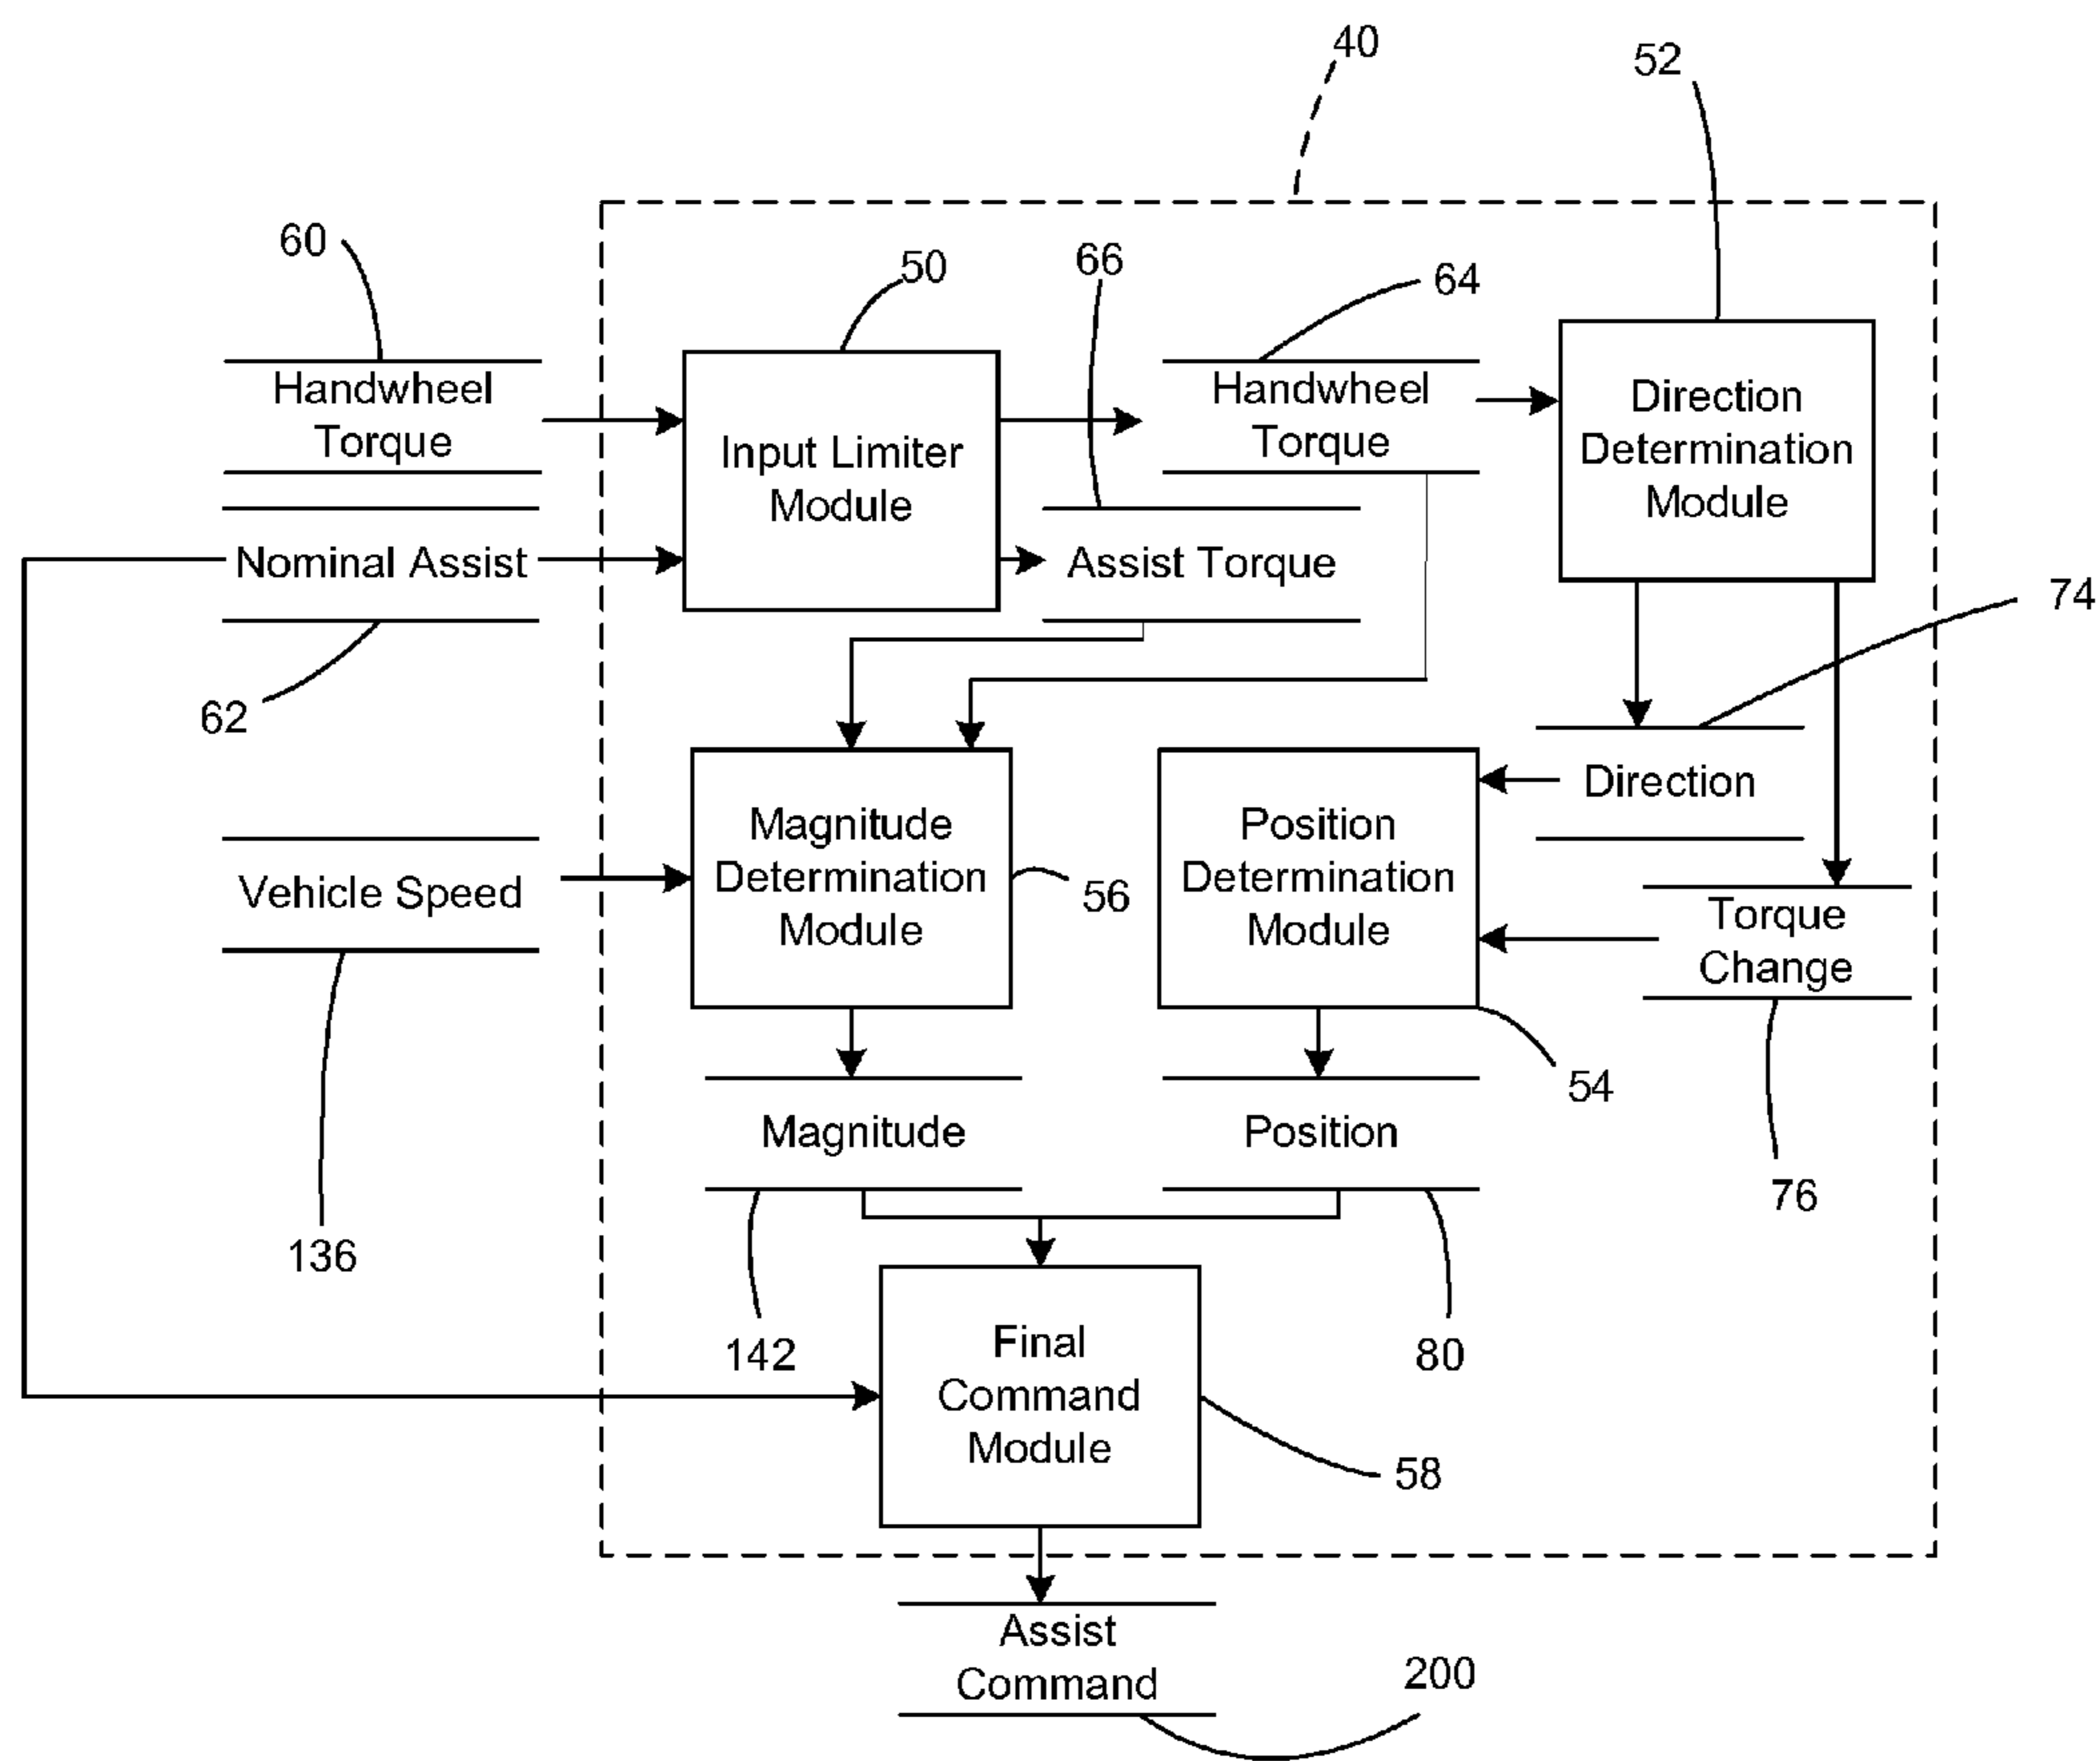 40
52
60
50
66
64
Handwheel
Torque
Handwheel
Torque
Direction
Determination
Module
Input Limiter
Module
Nominal Assist
Assist Torque
74
62
Direction
Magnitude
Determination
Module
Position
Determination
Module
Vehicle Speed
56
Torque
Change
54
Magnitude
Position
76
136
142
80
Final
Command
Module
58
Assist
Command
200